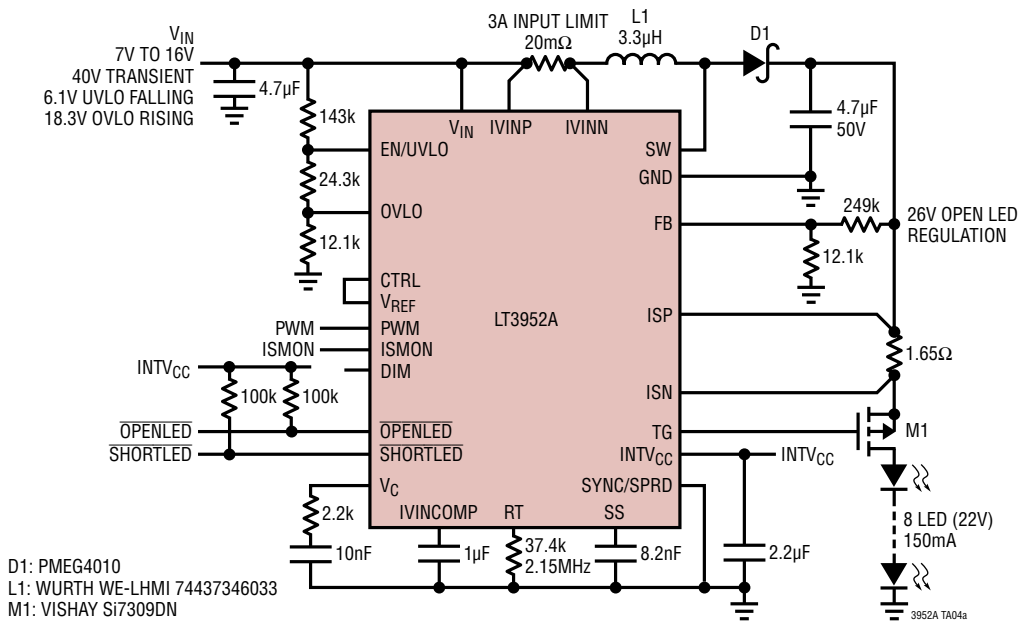 VIN
7V TO 16V
40V TRANSIENT
6.1V UVLO FALLING
18.3V OVLO RISING
4.7µF
143k
24.3k
12.1k
3A INPUT LIMIT
20mΩ
L1
3.3µH
D1
4.7µF
50V
VIN
IVINP
IVINN
EN/UVLO
OVLO
CTRL
VREF
PWM
PWM
ISMON
ISMON
DIM
INTVCC
100k
100k
OPENLED
OPENLED
SHORTLED
SHORTLED
VC
IVINCOMP
RT
SS
LT3952A
SW
GND
FB
ISP
ISN
TG
INTVCC
SYNC/SPRD
249k
12.1k
26V OPEN LED
REGULATION
1.65Ω
M1
INTVCC
8 LED (22V)
150mA
2.2k
10nF
1µF
37.4k
2.15MHz
8.2nF
2.2µF
D1: PMEG4010
L1: WURTH WE-LHMI 74437346033
M1: VISHAY Si7309DN
3952A TA04a